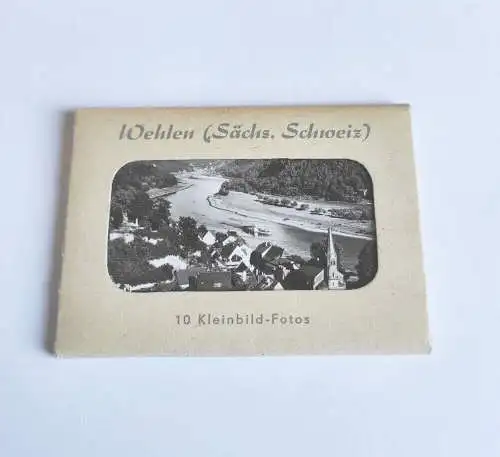 Wehlen (Sächs. Schweiz)
10 Kleinbild-Fotos